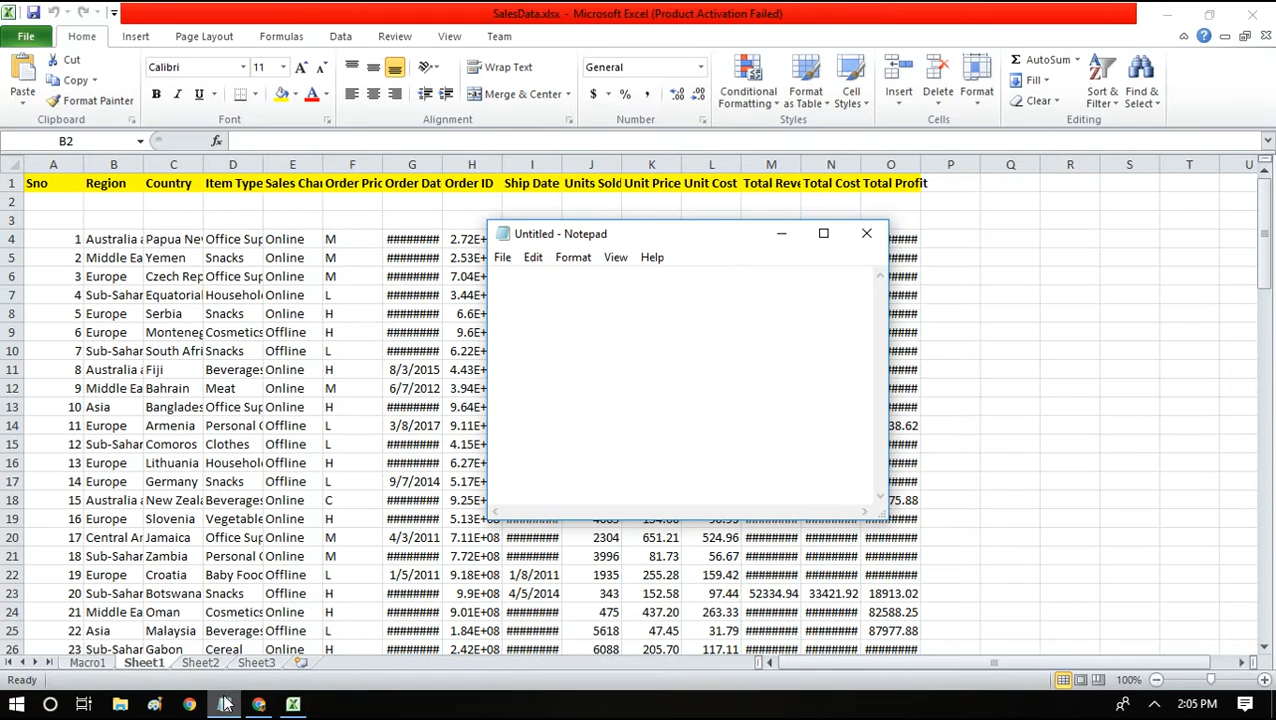 SalesData.xlsx - Microsoft Excel (Product Activation Failed)
File Home Insert Page Layout Formulas Data Review View Team
Cut Calibri 11 Wrap Text General Σ AutoSum
Paste Copy Conditional Formatting Format as Table Cell Styles Insert Delete Format Fill Sort & Filter Find & Select
Format Painter B I U A Merge & Center $ % , Clear
Clipboard Font Alignment Number Styles Cells Editing
B2 fx
A B C D E F G H I J K L M N O P Q R S T U
1 Sno Region Country Item Type Sales Cha Order Pric Order Dat Order ID Ship Date Units Sold Unit Price Unit Cost Total Reve Total Cost Total Profit
2
3
Untitled - Notepad
File Edit Format View Help
4 1 Australia a Papua Nev Office Sup Online M ######## 2.72E+
5 2 Middle Ea Yemen Snacks Online M ######## 2.53E+
6 3 Europe Czech Rep Office Sup Online M ######## 7.04E+
7 4 Sub-Sahar Equatorial Househol Online L ######## 3.44E+
8 5 Europe Serbia Snacks Online H ######## 6.6E+
9 6 Europe Monteneg Cosmetics Offline H ######## 9.6E+
10 7 Sub-Sahar South Afri Snacks Offline L ######## 6.22E+
11 8 Australia a Fiji Beverages Online H 8/3/2015 4.43E+
12 9 Middle Ea Bahrain Meat Online M 6/7/2012 3.94E+
13 10 Asia Banglades Office Sup Online H ######## 9.64E+
14 11 Europe Armenia Personal C Online L 3/8/2017 9.11E+ 38.62
15 12 Sub-Sahar Comoros Clothes Offline L ######## 4.15E+
16 13 Europe Lithuania Househol Offline H ######## 6.27E+
17 14 Europe Germany Snacks Offline L 9/7/2014 5.17E+
18 15 Australia a New Zeala Beverages Online C ######## 9.25E+ 75.88
19 16 Europe Slovenia Vegetable Online H ######## 5.13E+08 ########
20 17 Central An Jamaica Office Sup Online M 4/3/2011 7.11E+08 ######## 2304 651.21 524.96 ######## ######## ########
21 18 Sub-Sahar Zambia Personal C Online M ######## 7.72E+08 ######## 3996 81.73 56.67 ######## ######## ########
22 19 Europe Croatia Baby Food Offline L 1/5/2011 9.18E+08 1/8/2011 1935 255.28 159.42 ######## ######## ########
23 20 Sub-Sahar Botswana Snacks Offline H ######## 9.9E+08 4/5/2014 343 152.58 97.44 52334.94 33421.92 18913.02
24 21 Middle Ea Oman Cosmetics Online H ######## 9.01E+08 ######## 475 437.20 263.33 ######## ######## 82588.25
25 22 Asia Malaysia Beverages Offline L ######## 1.84E+08 ######## 5618 47.45 31.79 ######## ######## 87977.88
26 23 Sub-Sahar Gabon Cereal Offline L ######## 2.42E+08 ######## 6088 205.70 117.11 ######## ######## ########
Macro1 Sheet1 Sheet2 Sheet3
Ready 100%
2:05 PM